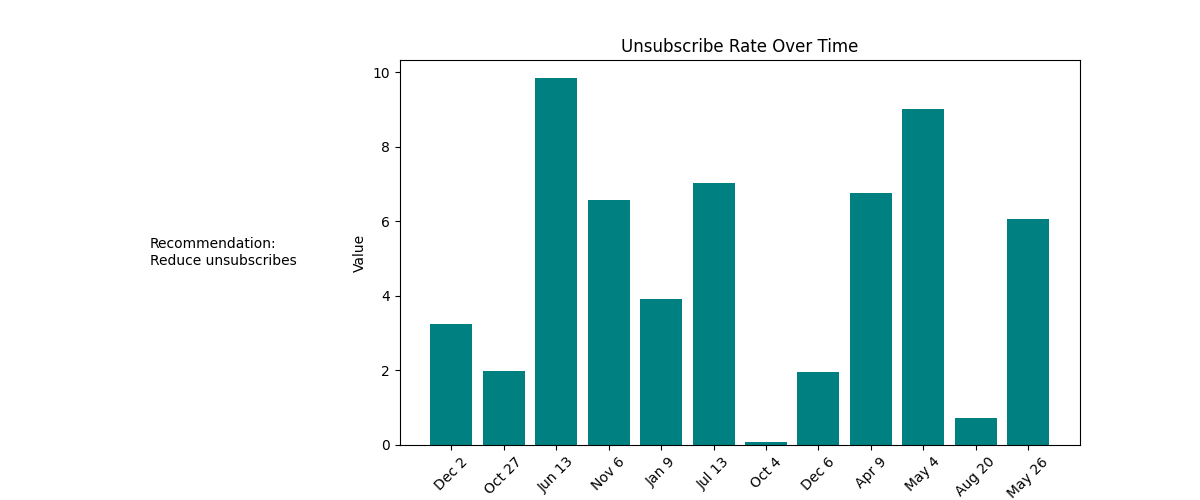 Unsubscribe Rate Over Time
Recommendation:
Reduce unsubscribes
Value
10
8
6
4
2
0
Dec 2
Oct 27
Jun 13
Nov 6
Jan 9
Jul 13
Oct 4
Dec 6
Apr 9
May 4
Aug 20
May 26